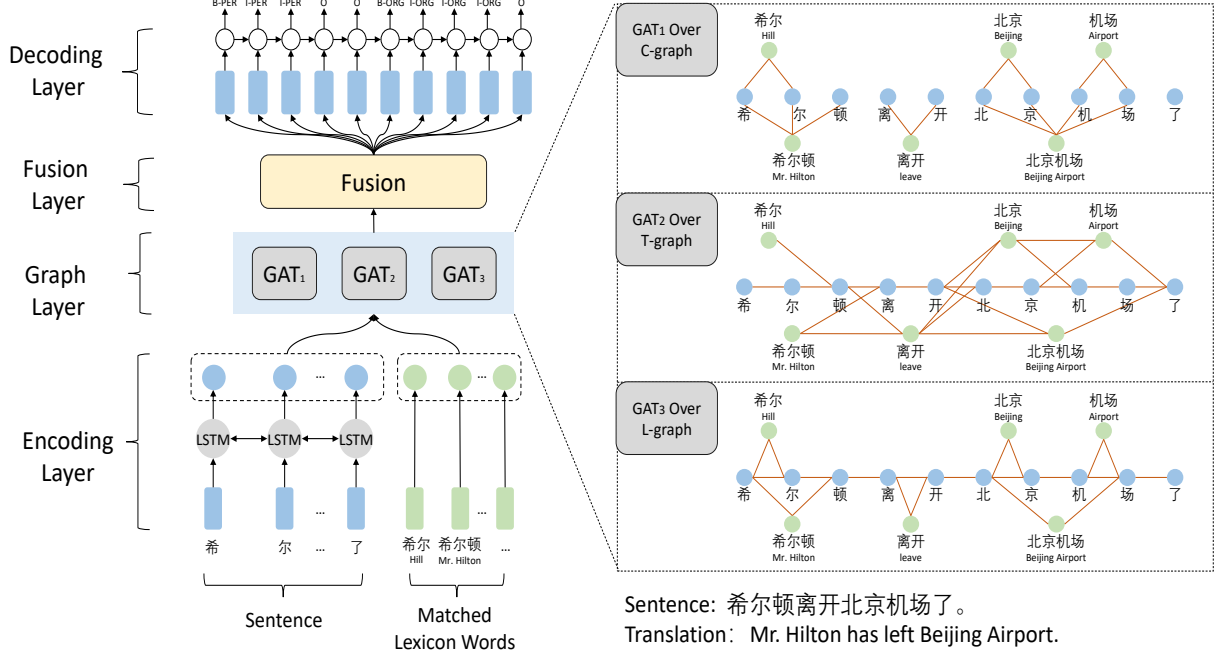 B-PER I-PER I-PER O O B-ORG I-ORG I-ORG I-ORG O
Decoding
Layer
Fusion
Layer
Fusion
Graph
Layer
GAT1 GAT2 GAT3
Encoding
Layer
... ...
LSTM LSTM LSTM
... ...
希 尔 ... 了 希尔 希尔顿 ...
Hill Mr. Hilton
Sentence
Matched
Lexicon Words
GAT1 Over
C-graph
希尔 北京 机场
Hill Beijing Airport
希 尔 顿 离 开 北 京 机 场 了
希尔顿 离开 北京机场
Mr. Hilton leave Beijing Airport
GAT2 Over
T-graph
希尔 北京 机场
Hill Beijing Airport
希 尔 顿 离 开 北 京 机 场 了
希尔顿 离开 北京机场
Mr. Hilton leave Beijing Airport
GAT3 Over
L-graph
希尔 北京 机场
Hill Beijing Airport
希 尔 顿 离 开 北 京 机 场 了
希尔顿 离开 北京机场
Mr. Hilton leave Beijing Airport
Sentence: 希尔顿离开北京机场了。
Translation: Mr. Hilton has left Beijing Airport.